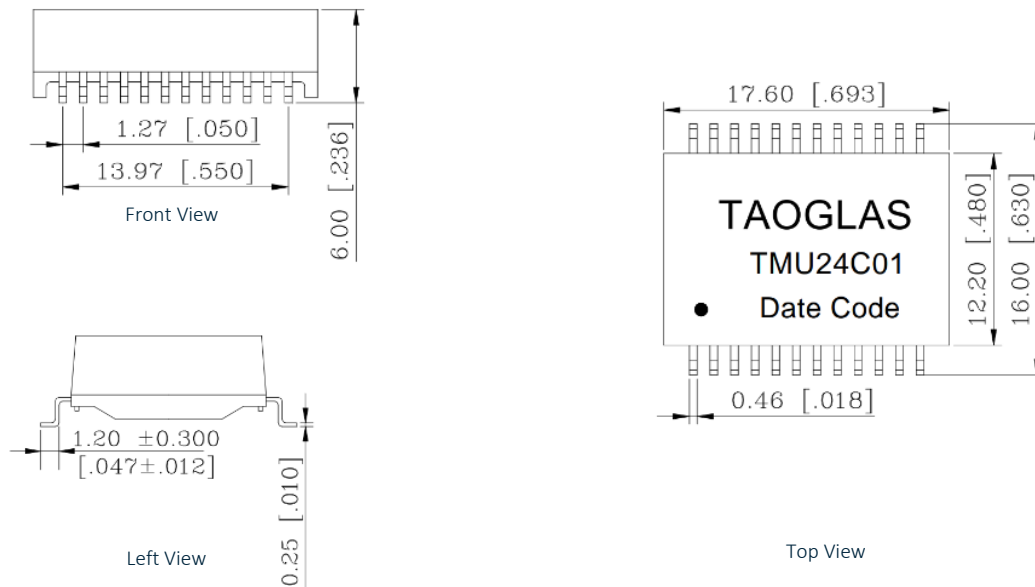 1.27 [.050]
13.97 [.550]
6.00 [.236]
Front View
1.20 ±0.300
[.047±.012]
0.25 [.010]
Left View
17.60 [.693]
TAOGLAS
TMU24C01
Date Code
12.20 [.480]
16.00 [.630]
0.46 [.018]
Top View